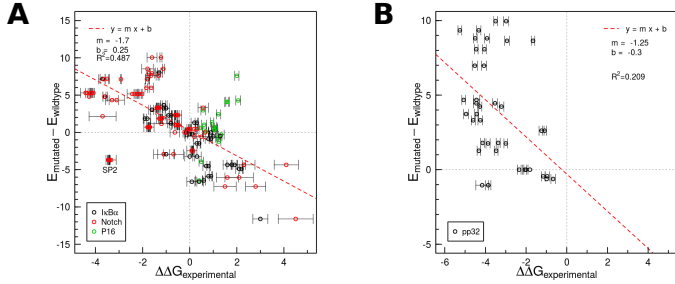 A
y = m x + b
m = -1.7
b = 0.25
R²=0.487
15
10
5
0
-5
-10
-15
E mutated − E wildtype
SP2
IκBα
Notch
P16
-4
-2
0
2
4
ΔΔG experimental
B
y = m x + b
m = -1.25
b = -0.3
R²=0.209
10
5
0
-5
E mutated − E wildtype
pp32
-6
-4
-2
0
2
4
ΔΔG experimental